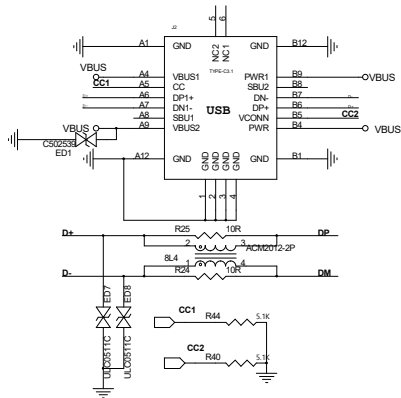 J3
5 6
A1 GND NC2 NC1 GND B12
TYPE-C3.1
VBUS A4 VBUS1 PWR1 B9 VBUS
CC1 A5 CC SBU2 B8
D+ A6 DP1+ DN- B7 D-
D- A7 DN1- DP+ B6 D+
A8 SBU1 VCONN B5 CC2
VBUS A9 VBUS2 PWR B4 VBUS
USB
C502539
ED1
A12 GND GND GND GND GND GND B1
1 2 3 4
D+ R25 10R DP
2 3 ACM2012-2P
8L4 1 4
D- R24 10R DM
ED7 ED8
ULC0511C ULC0511C
CC1 R44 5.1K
CC2 R40 5.1K